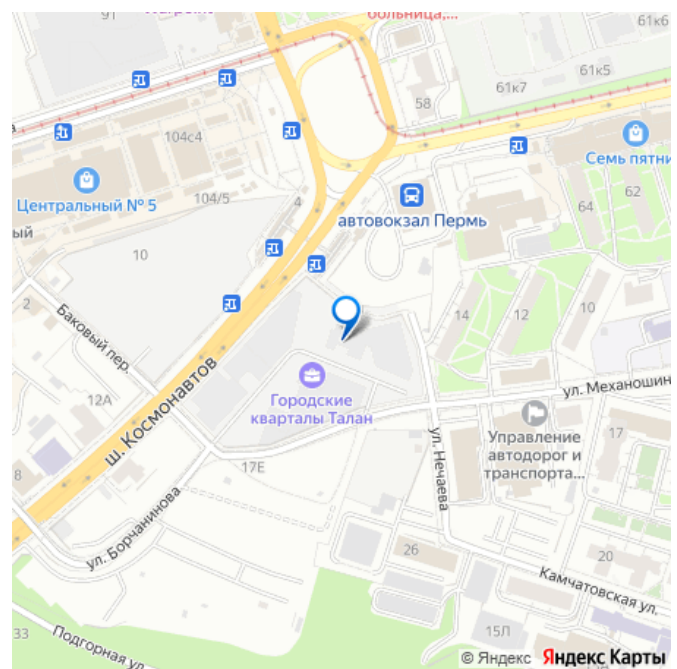 91
больница,...
61к6
61к5
61к7
58
104с4
Семь пятни
Центральный № 5
104/5
4
автовокзал Пермь
64
62
ный
10
2
Баковый пер.
14
12
10
ш. Космонавтов
12А
Городские
кварталы Талан
ул. Механошин
Управление
автодорог и
транспорта...
17
ул. Нечаева
8
17Е
ул. Борчанинова
26
20
Камчатовская ул.
33
Подгорная ул.
15Л
© Яндекс Яндекс Карты